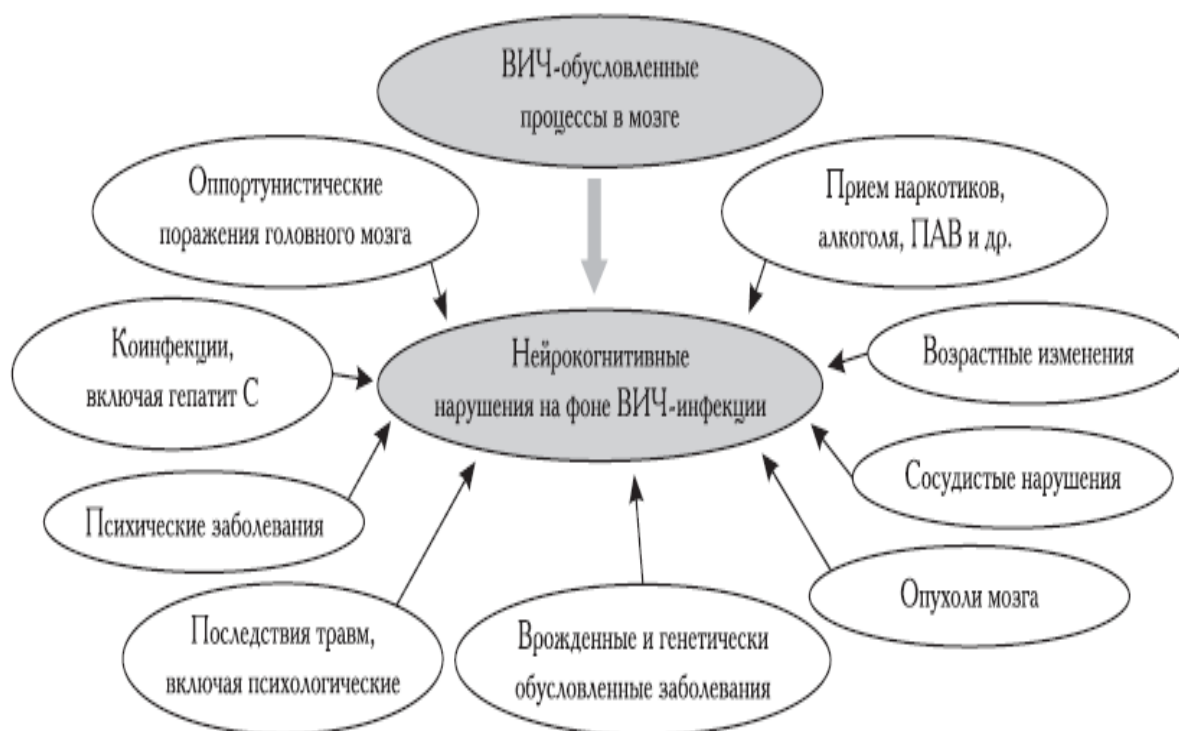 ВИЧ-обусловленные
процессы в мозге
Оппортунистические
поражения головного мозга
Прием наркотиков,
алкоголя, ПАВ и др.
Коинфекции,
включая гепатит С
Нейрокогнитивные
нарушения на фоне ВИЧ-инфекции
Возрастные изменения
Психические заболевания
Сосудистые нарушения
Последствия травм,
включая психологические
Врожденные и генетически
обусловленные заболевания
Опухоли мозга